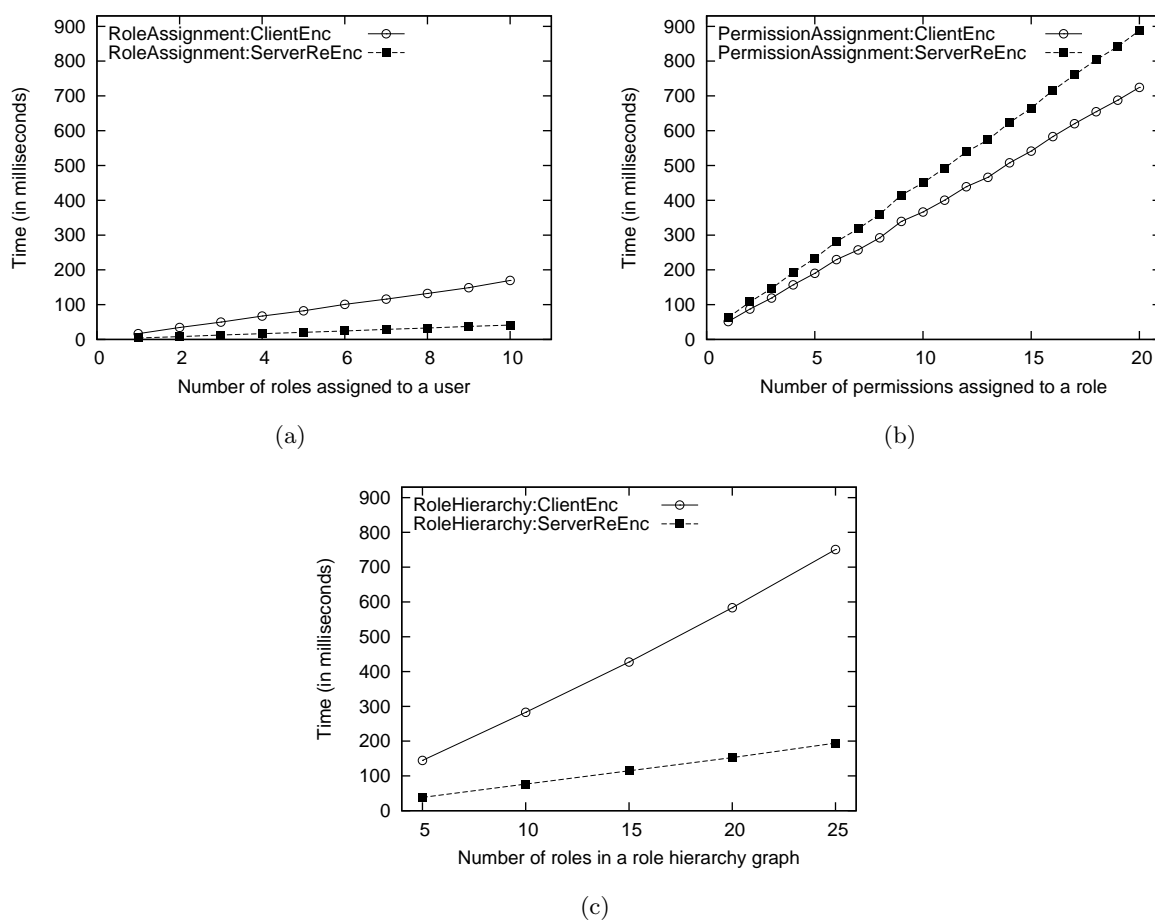 900
800
700
600
500
400
300
200
100
0
Time (in milliseconds)
RoleAssignment:ClientEnc
RoleAssignment:ServerReEnc
0 2 4 6 8 10
Number of roles assigned to a user
(a)
900
800
700
600
500
400
300
200
100
0
Time (in milliseconds)
PermissionAssignment:ClientEnc
PermissionAssignment:ServerReEnc
0 5 10 15 20
Number of permissions assigned to a role
(b)
900
800
700
600
500
400
300
200
100
0
Time (in milliseconds)
RoleHierarchy:ClientEnc
RoleHierarchy:ServerReEnc
5 10 15 20 25
Number of roles in a role hierarchy graph
(c)